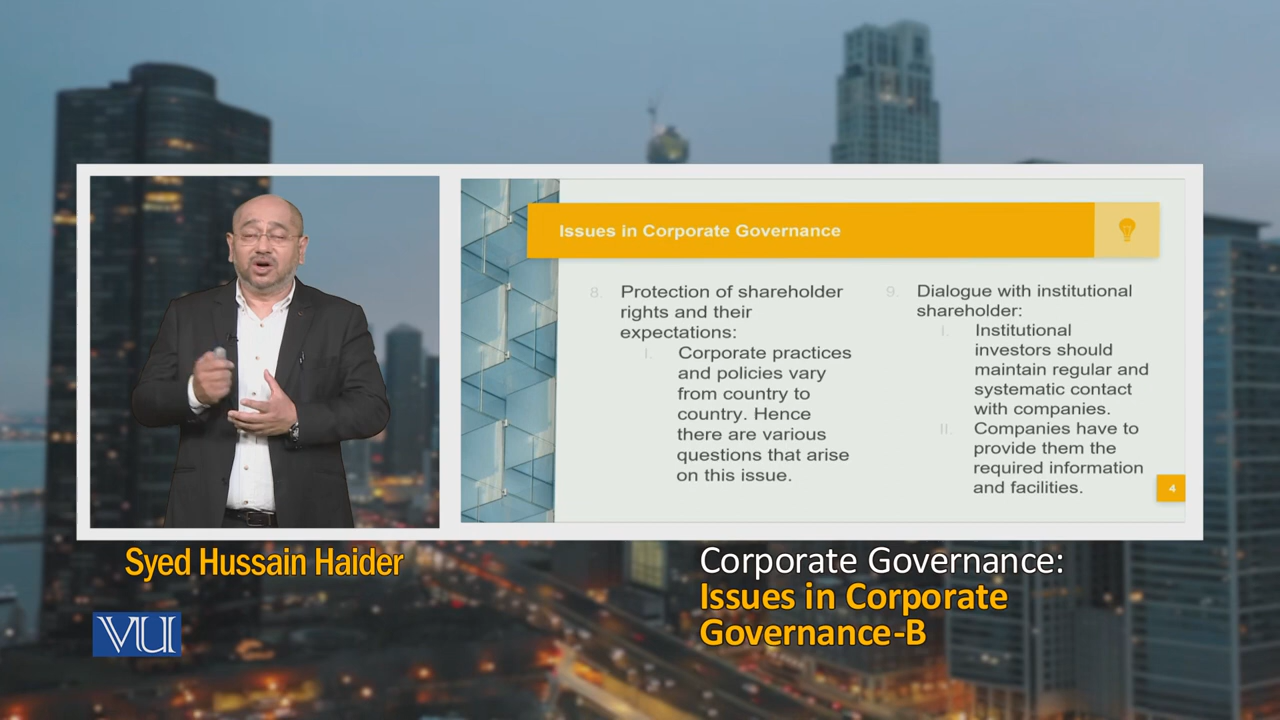 Issues in Corporate Governance
8. Protection of shareholder
rights and their
expectations:
I. Corporate practices
and policies vary
from country to
country. Hence
there are various
questions that arise
on this issue.
9. Dialogue with institutional
shareholder:
I. Institutional
investors should
maintain regular and
systematic contact
with companies.
II. Companies have to
provide them the
required information
and facilities.
4
Syed Hussain Haider
VU
Corporate Governance:
Issues in Corporate
Governance-B